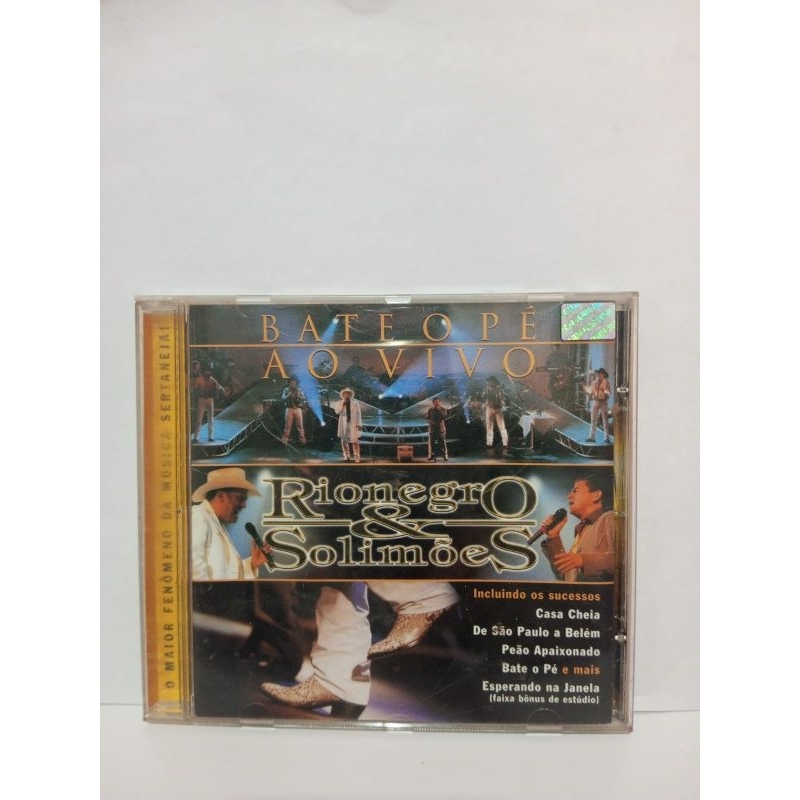 BATE O PÉ
AO VIVO
O MAIOR FENÔMENO DA MÚSICA SERTANEJA!
Rionegro
&
Solimões
Incluindo os sucessos
Casa Cheia
De São Paulo a Belém
Peão Apaixonado
Bate o Pé e mais
Esperando na Janela
(faixa bônus de estúdio)